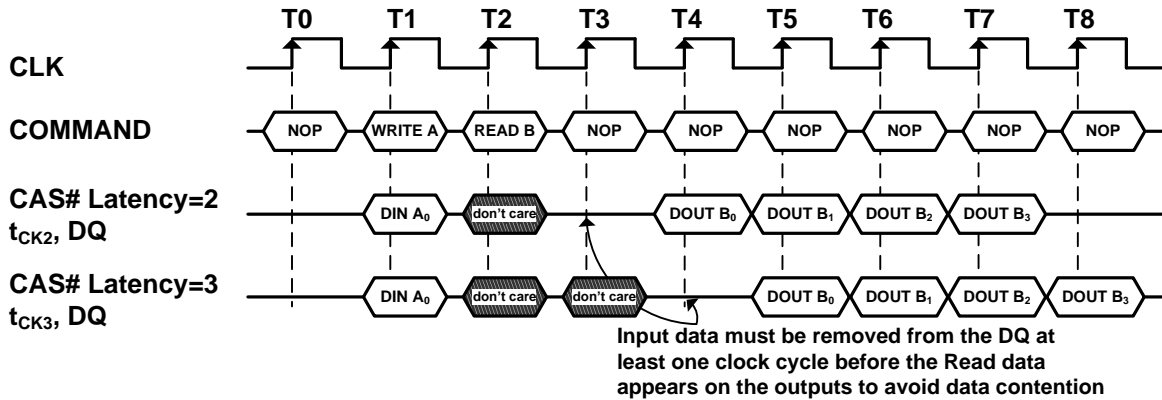 T0 T1 T2 T3 T4 T5 T6 T7 T8
CLK
COMMAND NOP WRITE A READ B NOP NOP NOP NOP NOP NOP
CAS# Latency=2
DIN A0 don't care DOUT B0 DOUT B1 DOUT B2 DOUT B3
tCK2, DQ
CAS# Latency=3
DIN A0 don't care don't care DOUT B0 DOUT B1 DOUT B2 DOUT B3
tCK3, DQ
Input data must be removed from the DQ at
least one clock cycle before the Read data
appears on the outputs to avoid data contention